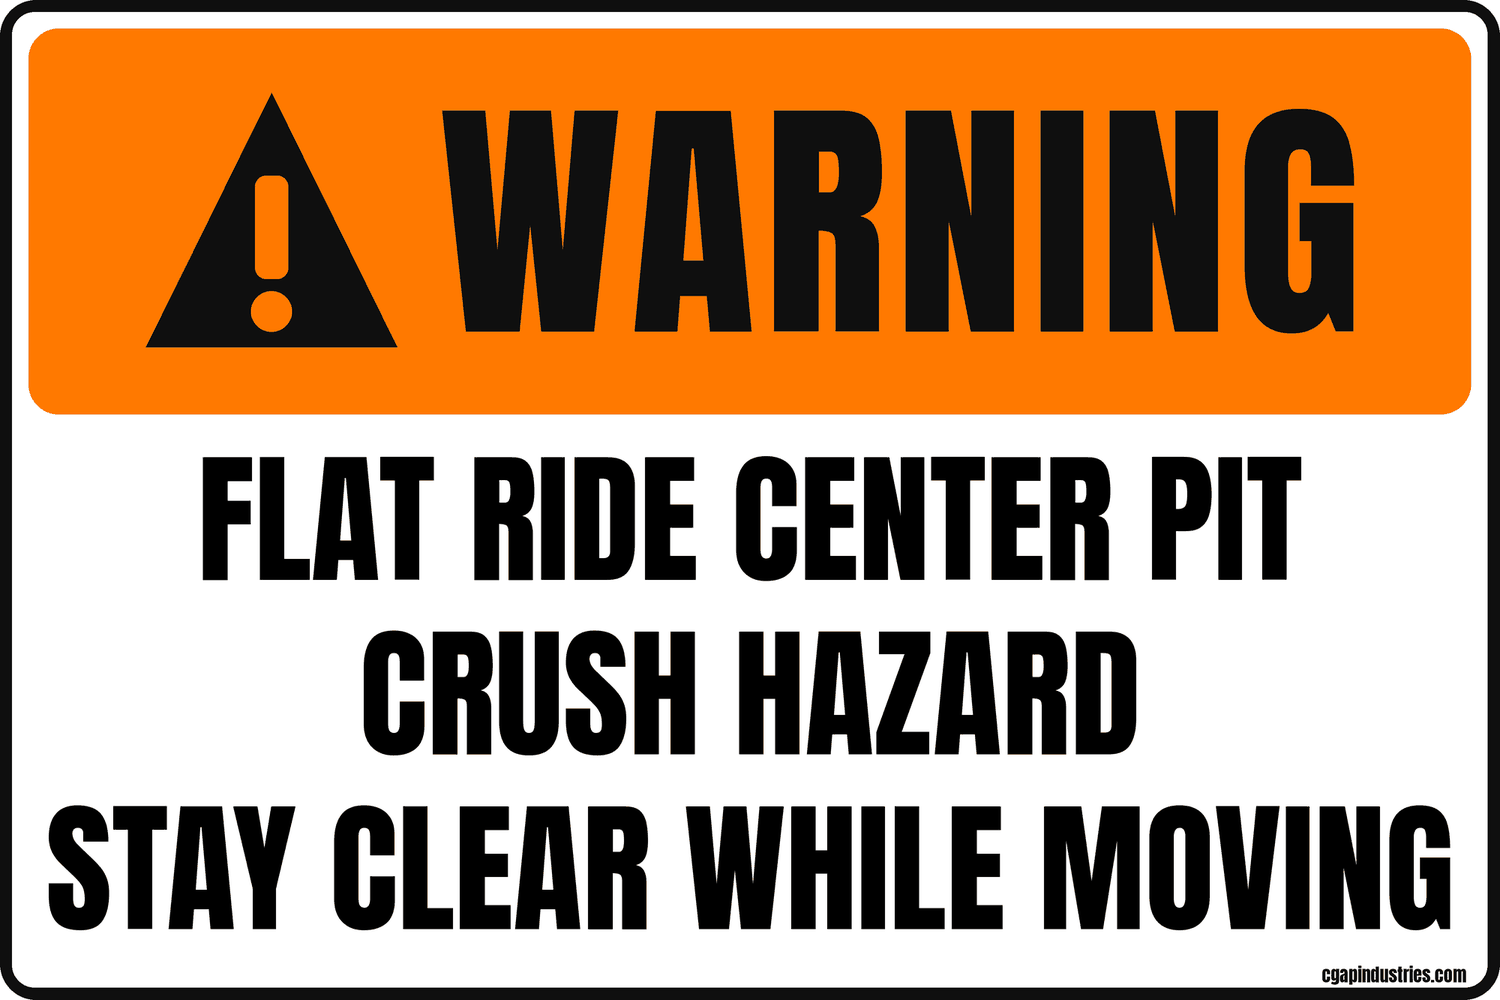 WARNING
FLAT RIDE CENTER PIT
CRUSH HAZARD
STAY CLEAR WHILE MOVING
cgapindustries.com